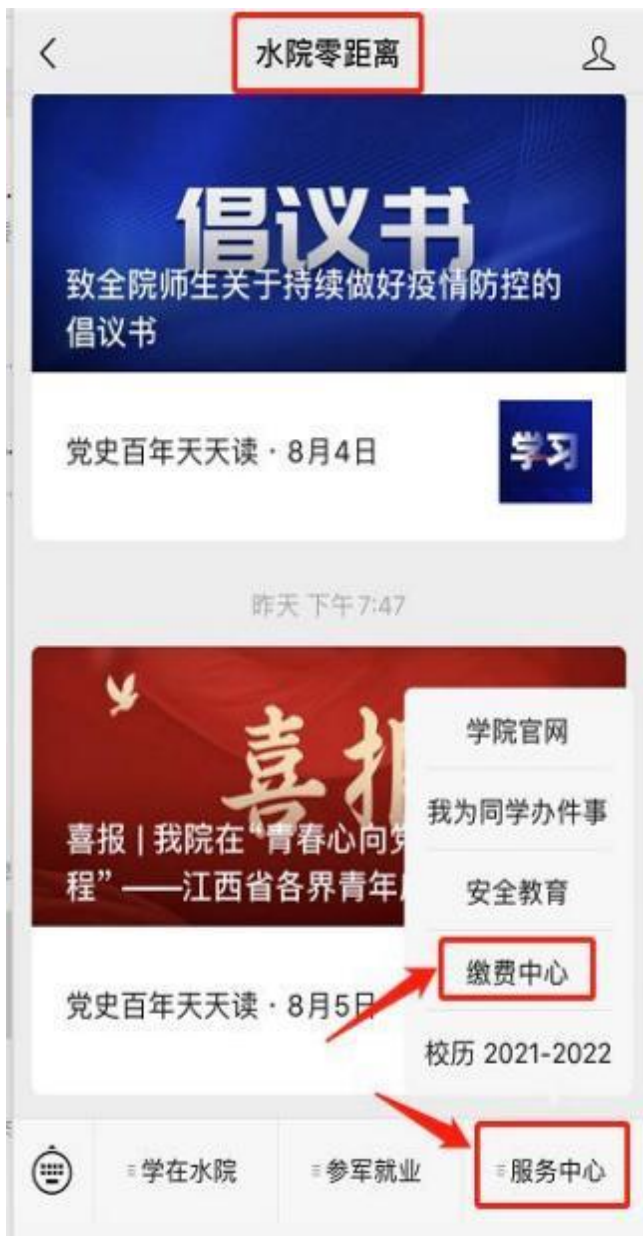 水院零距离
倡议书
致全院师生关于持续做好疫情防控的
倡议书
党史百年天天读·8月4日
学习
昨天 下午7:47
喜报
喜报 | 我院在“青春心向党
程”——江西省各界青年
党史百年天天读·8月5日
学院官网
我为同学办件事
安全教育
缴费中心
校历 2021-2022
学在水院
参军就业
服务中心